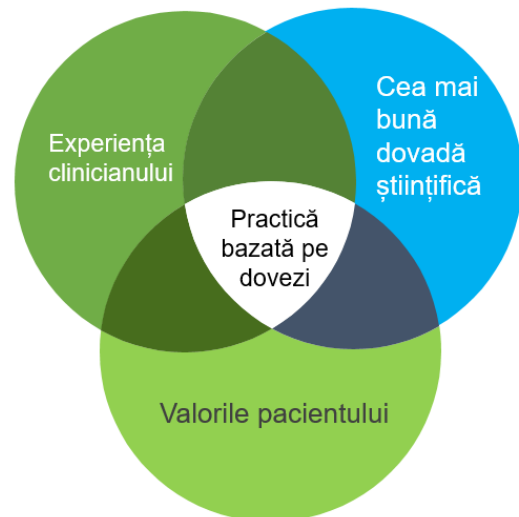 Experiența
clinicianului
Cea mai
bună
dovadă
științifică
Practică
bazată pe
dovezi
Valorile pacientului